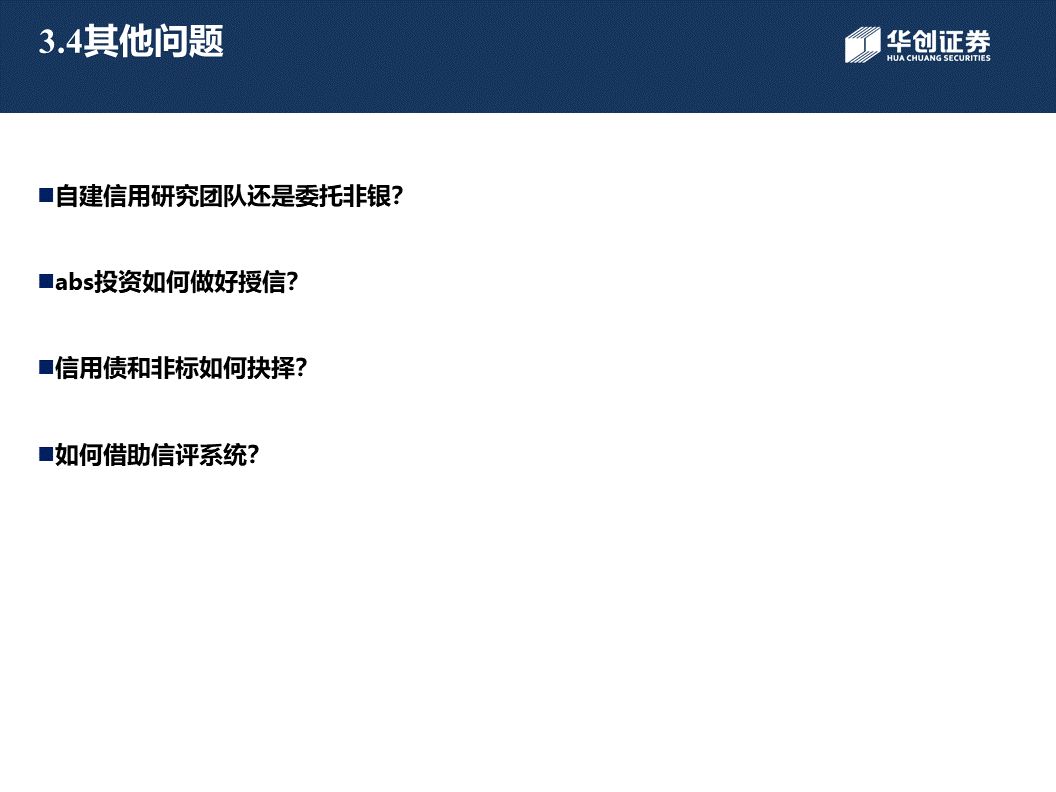 3.4其他问题
华创证券
HUA CHUANG SECURITIES
■自建信用研究团队还是委托非银？
■abs投资如何做好授信？
■信用债和非标如何抉择？
■如何借助信评系统？